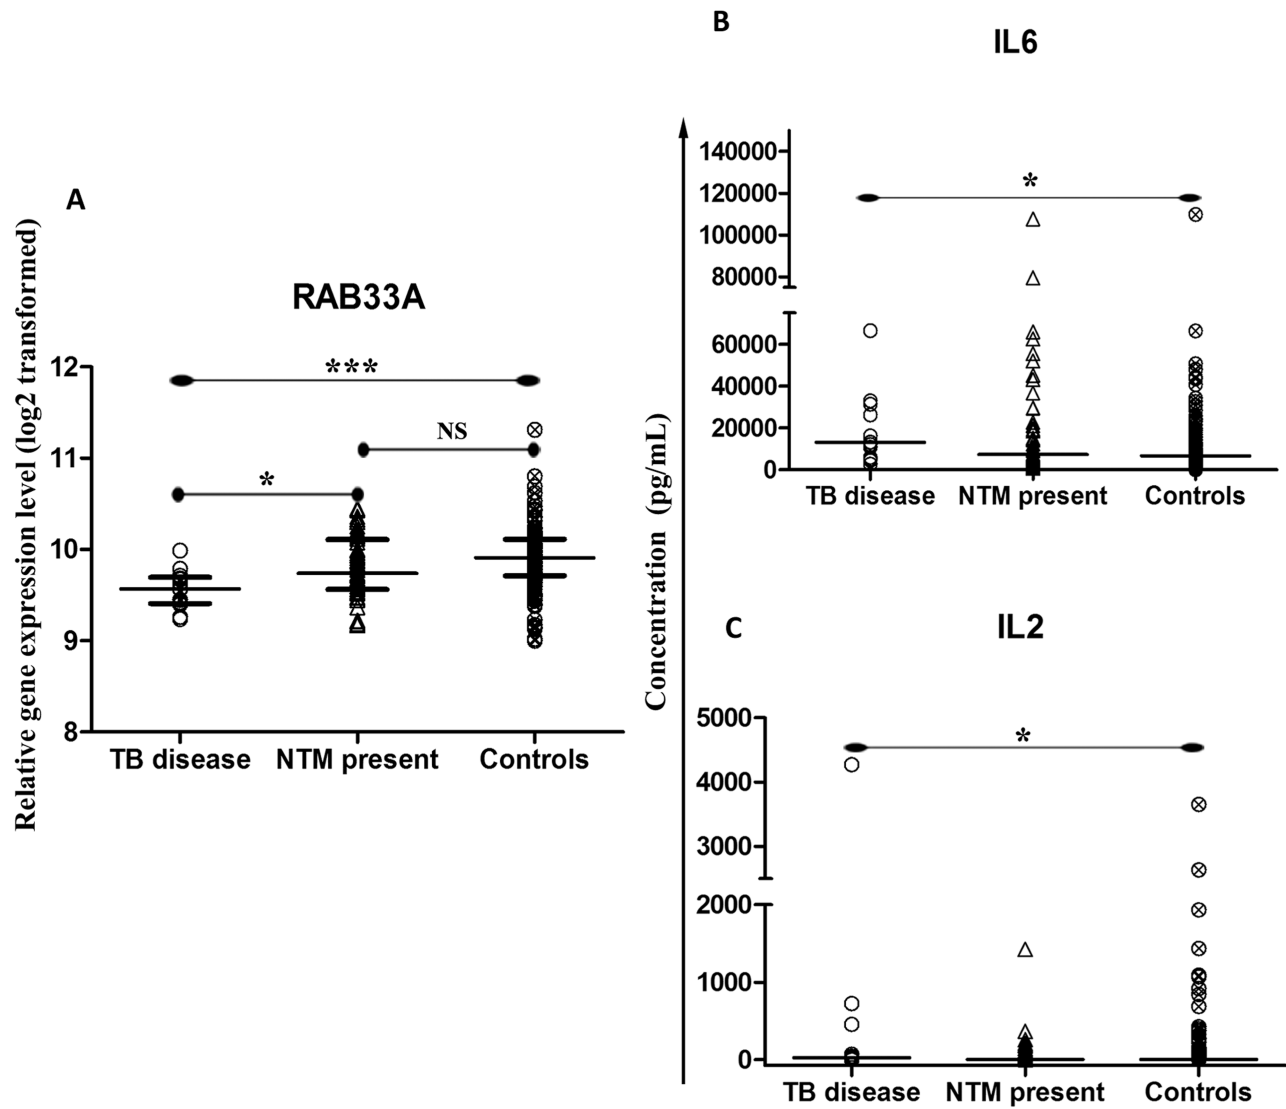 A
RAB33A
Relative gene expression level (log2 transformed)
12
11
10
9
8
***
NS
*
TB disease NTM present Controls
B
IL6
Concentration (pg/mL)
140000
120000
100000
80000
60000
40000
20000
0
*
TB disease NTM present Controls
C
IL2
5000
4000
3000
2000
1000
0
*
TB disease NTM present Controls